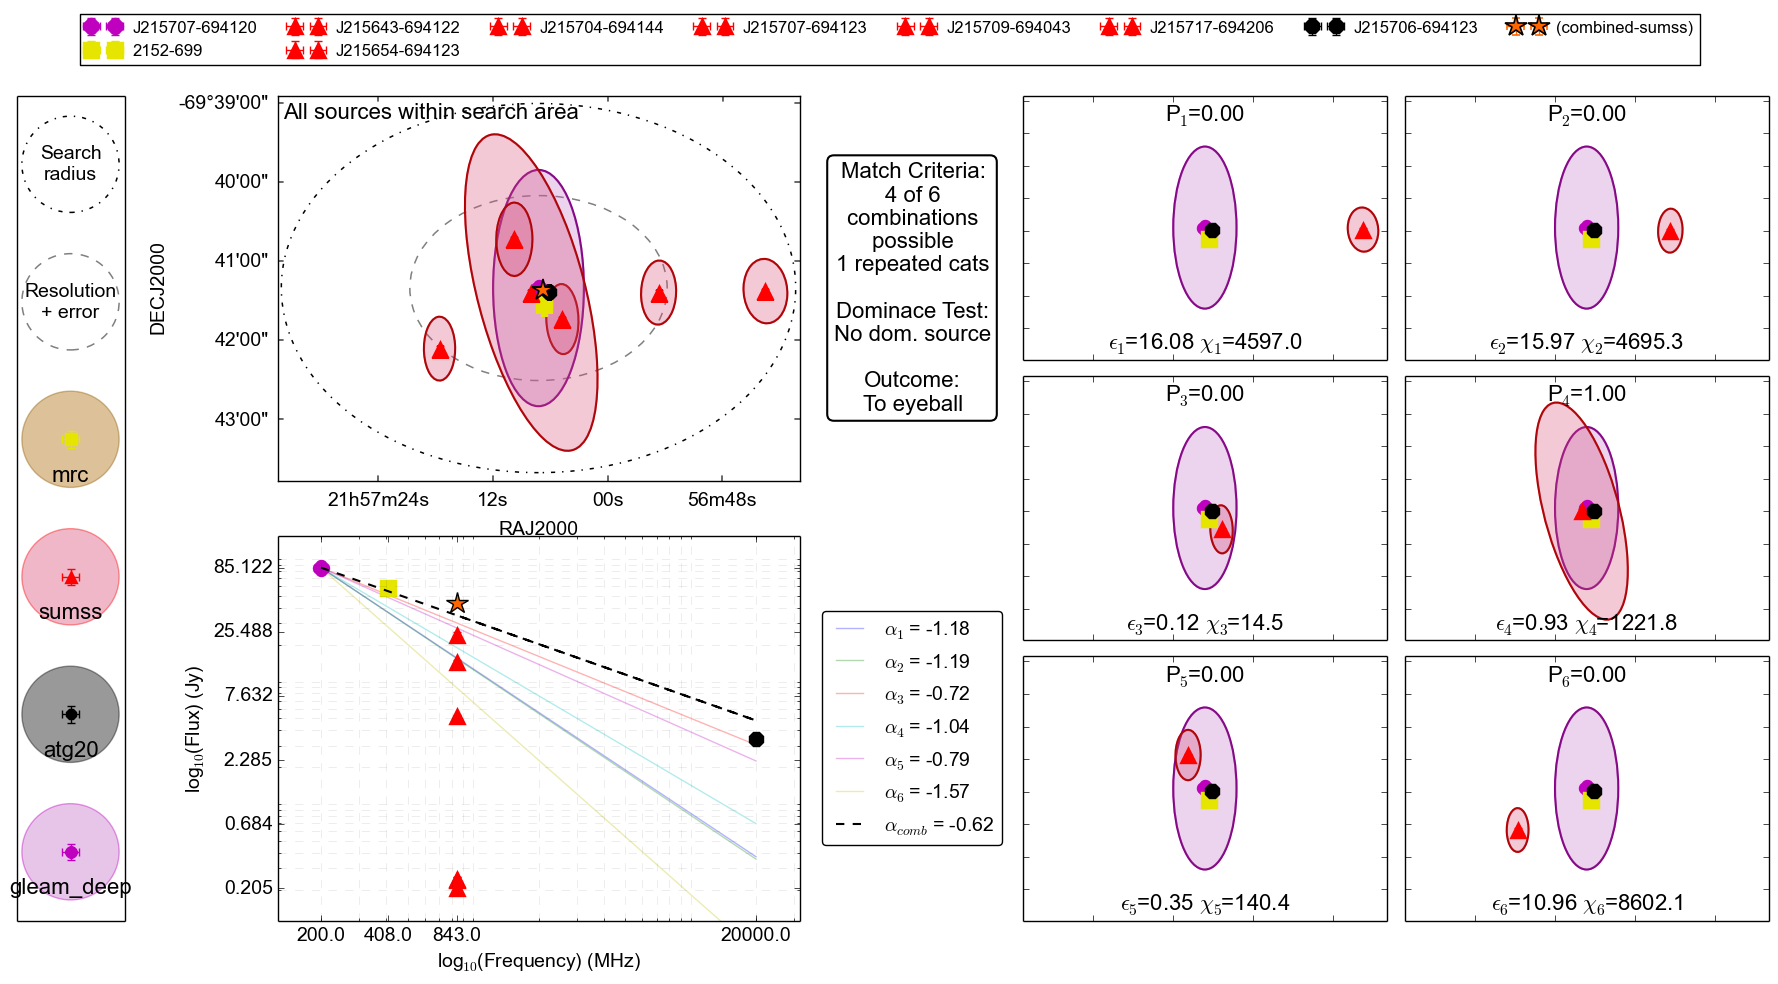 J215707-694120 J215643-694122 J215704-694144 J215707-694123 J215709-694043 J215717-694206 J215706-694123 (combined-sumss)
2152-699 J215654-694123
Search
radius
Resolution
+ error
mrc
sumss
atg20
gleam_deep
All sources within search area
-69°39'00"
40'00"
41'00"
42'00"
43'00"
DECJ2000
21h57m24s 12s 00s 56m48s
RAJ2000
Match Criteria:
4 of 6
combinations
possible
1 repeated cats
Dominace Test:
No dom. source
Outcome:
To eyeball
85.122
25.488
7.632
2.285
0.684
0.205
log10(Flux) (Jy)
200.0 408.0 843.0 20000.0
log10(Frequency) (MHz)
α1 = -1.18
α2 = -1.19
α3 = -0.72
α4 = -1.04
α5 = -0.79
α6 = -1.57
αcomb = -0.62
P1=0.00
ϵ1=16.08 χ1=4597.0
P2=0.00
ϵ2=15.97 χ2=4695.3
P3=0.00
ϵ3=0.12 χ3=14.5
P4=1.00
ϵ4=0.93 χ4=1221.8
P5=0.00
ϵ5=0.35 χ5=140.4
P6=0.00
ϵ6=10.96 χ6=8602.1